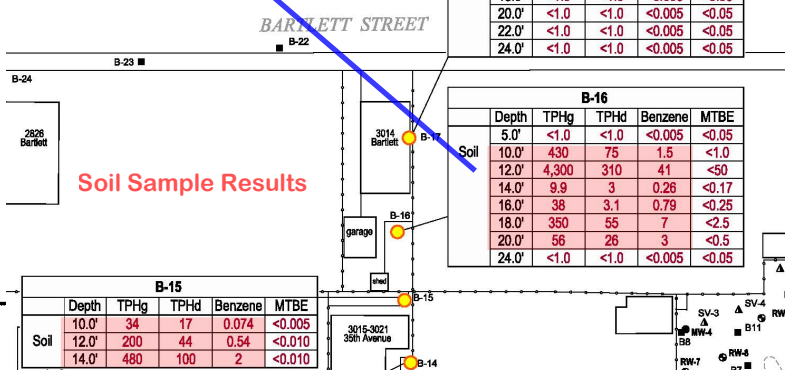 20.0' <1.0 <1.0 <0.005 <0.05
22.0' <1.0 <1.0 <0.005 <0.05
24.0' <1.0 <1.0 <0.005 <0.05
BARTLETT STREET
B-22
B-23
B-24
2826
Bartlett
3014
Bartlett
B-17
B-16
Depth TPHg TPHd Benzene MTBE
Soil
5.0' <1.0 <1.0 <0.005 <0.05
10.0' 430 75 1.5 <1.0
12.0' 4,300 310 41 <50
14.0' 9.9 3 0.26 <0.17
16.0' 38 3.1 0.79 <0.25
18.0' 350 55 7 <2.5
20.0' 56 26 3 <0.5
24.0' <1.0 <1.0 <0.005 <0.05
Soil Sample Results
B-16
garage
shed
B-15
Depth TPHg TPHd Benzene MTBE
Soil
10.0' 34 17 0.074 <0.005
12.0' 200 44 0.54 <0.010
14.0' 480 100 2 <0.010
B-15
3015-3021
35th Avenue
B-14
SV-3
SV-4
RW
MW-4
B8
B11
RW-8
RW-7
B7